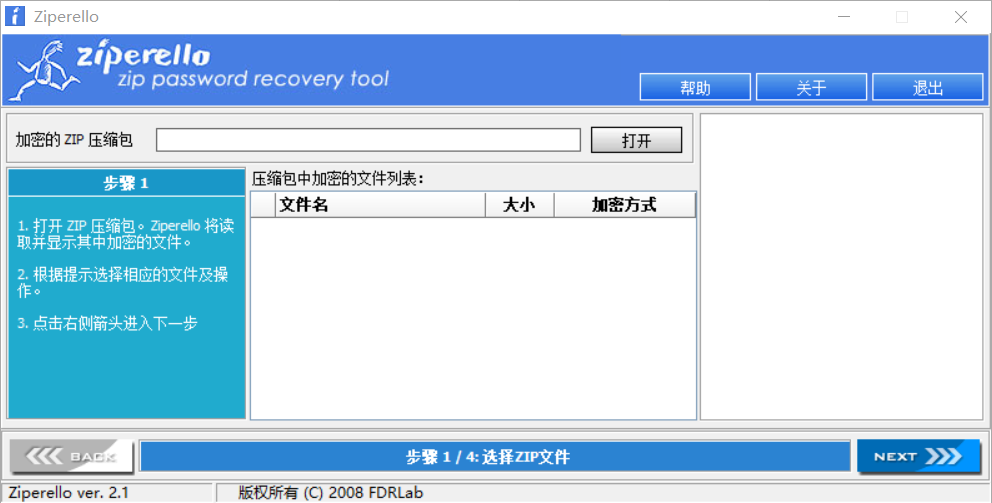 Ziperello
ziperello
zip password recovery tool
帮助 关于 退出
加密的 ZIP 压缩包 打开
步骤 1
1. 打开 ZIP 压缩包。Ziperello 将读
取并显示其中加密的文件。
2. 根据提示选择相应的文件及操
作。
3. 点击右侧箭头进入下一步
压缩包中加密的文件列表：
文件名 大小 加密方式
BACK 步骤 1 / 4: 选择ZIP文件 NEXT
Ziperello ver. 2.1 版权所有 (C) 2008 FDRLab